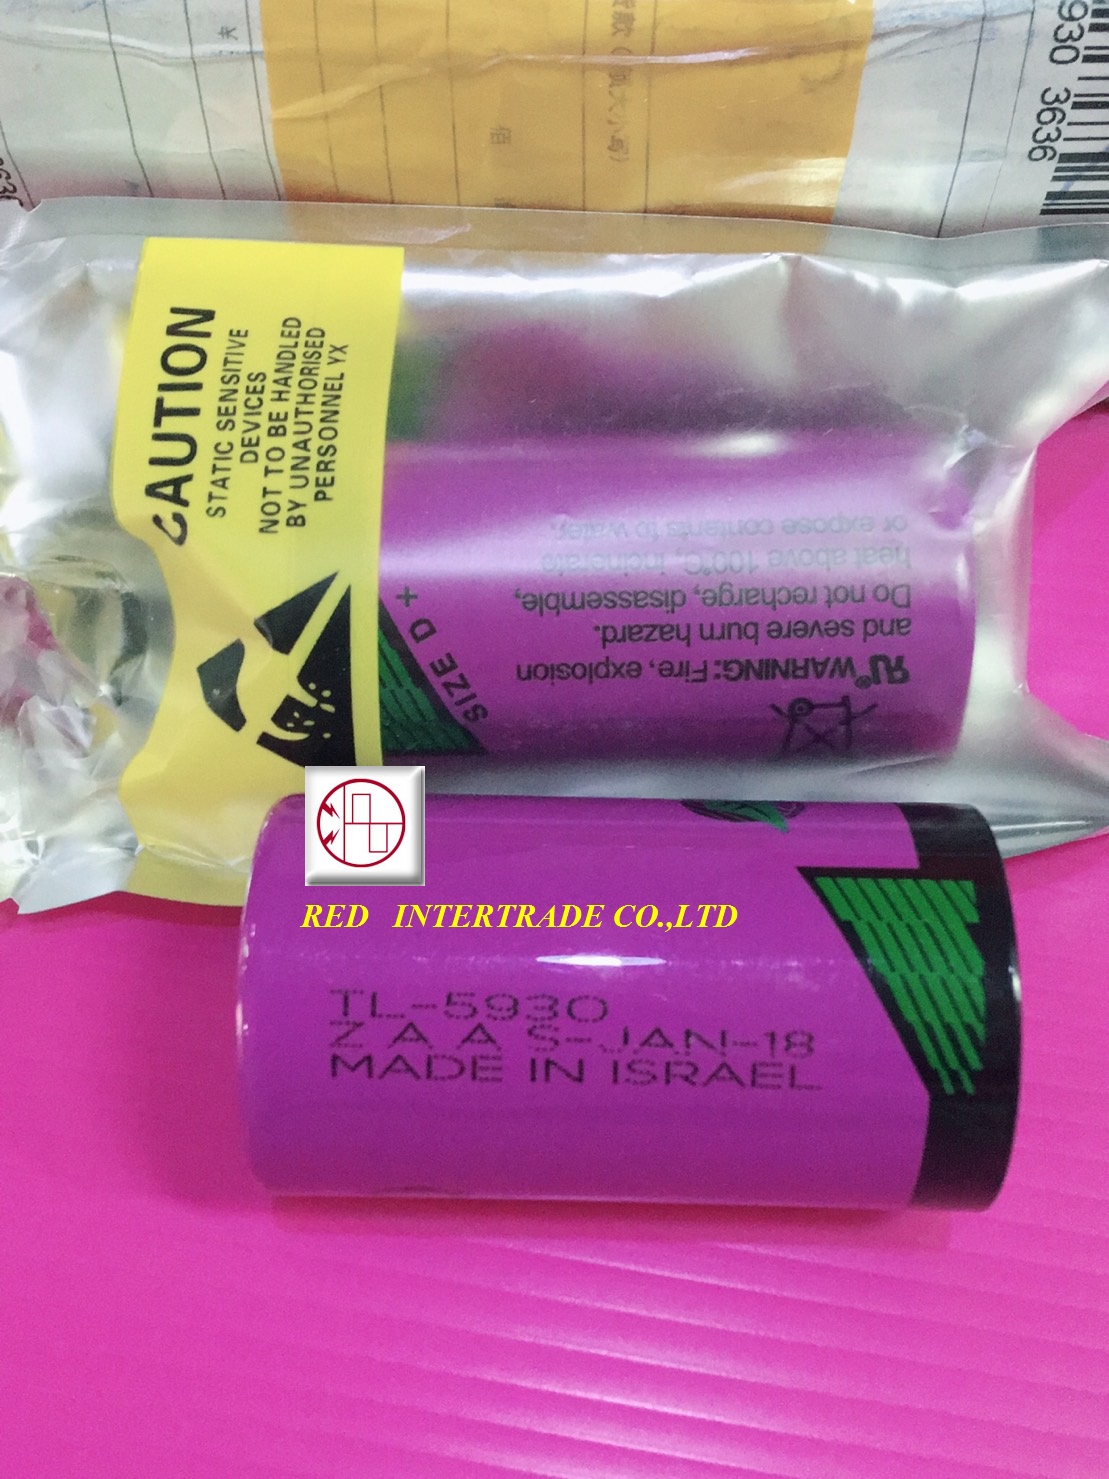 930 3636
CAUTION
STATIC SENSITIVE
DEVICES
NOT TO BE HANDLED
BY UNAUTHORISED
PERSONNEL YX
SIZE D +
WARNING: Fire, explosion
and severe burn hazard.
Do not recharge, disassemble,
heat above 100°C, incinerate
or expose contents to water.
RED INTERTRADE CO.,LTD
TL-5930
Z A A S-JAN-18
MADE IN ISRAEL